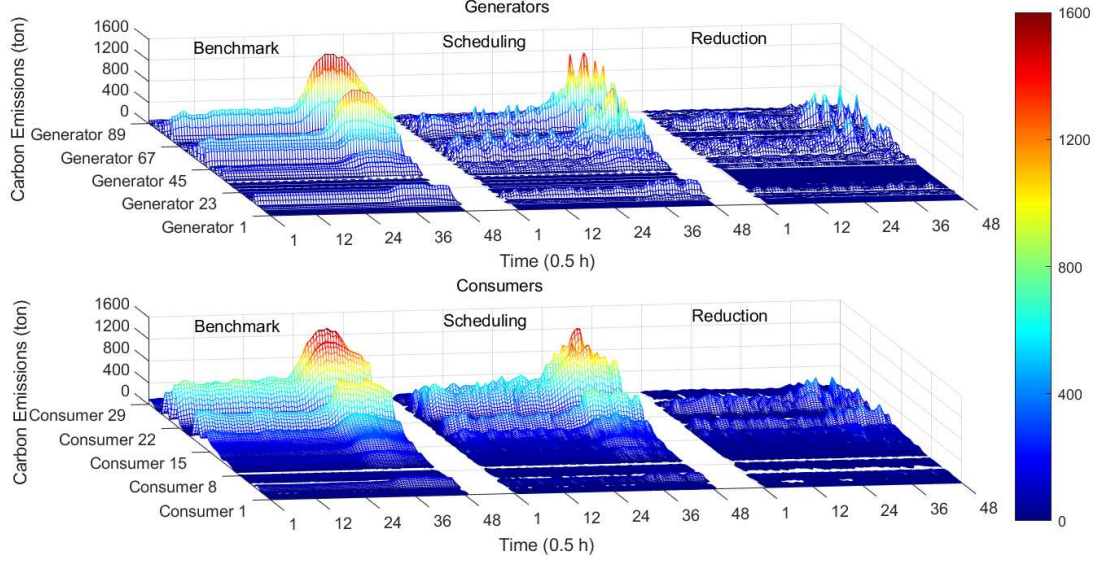 Generators
1600
1200
800
400
0
Carbon Emissions (ton)
Benchmark
Scheduling
Reduction
Generator 89
Generator 67
Generator 45
Generator 23
Generator 1
1 12 24 36 48 1 12 24 36 48 1 12 24 36 48
Time (0.5 h)
Consumers
1600
1200
800
400
0
Carbon Emissions (ton)
Benchmark
Scheduling
Reduction
Consumer 29
Consumer 22
Consumer 15
Consumer 8
Consumer 1
1 12 24 36 48 1 12 24 36 48 1 12 24 36 48
Time (0.5 h)
1600
1200
800
400
0